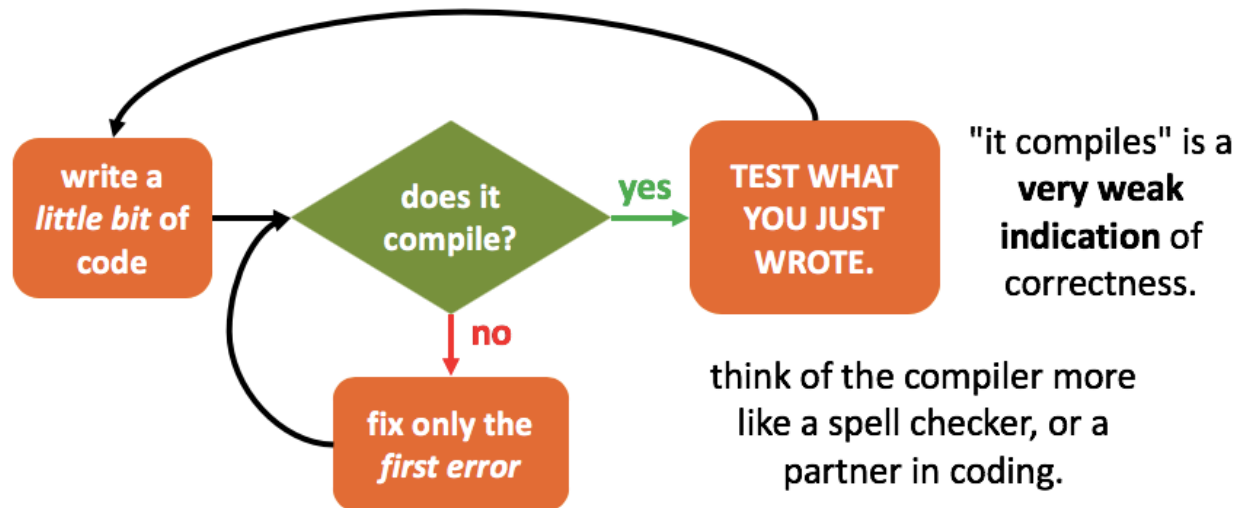 write a
little bit of
code
does it
compile?
yes
TEST WHAT
YOU JUST
WROTE.
"it compiles" is a
very weak
indication of
correctness.
no
fix only the
first error
think of the compiler more
like a spell checker, or a
partner in coding.